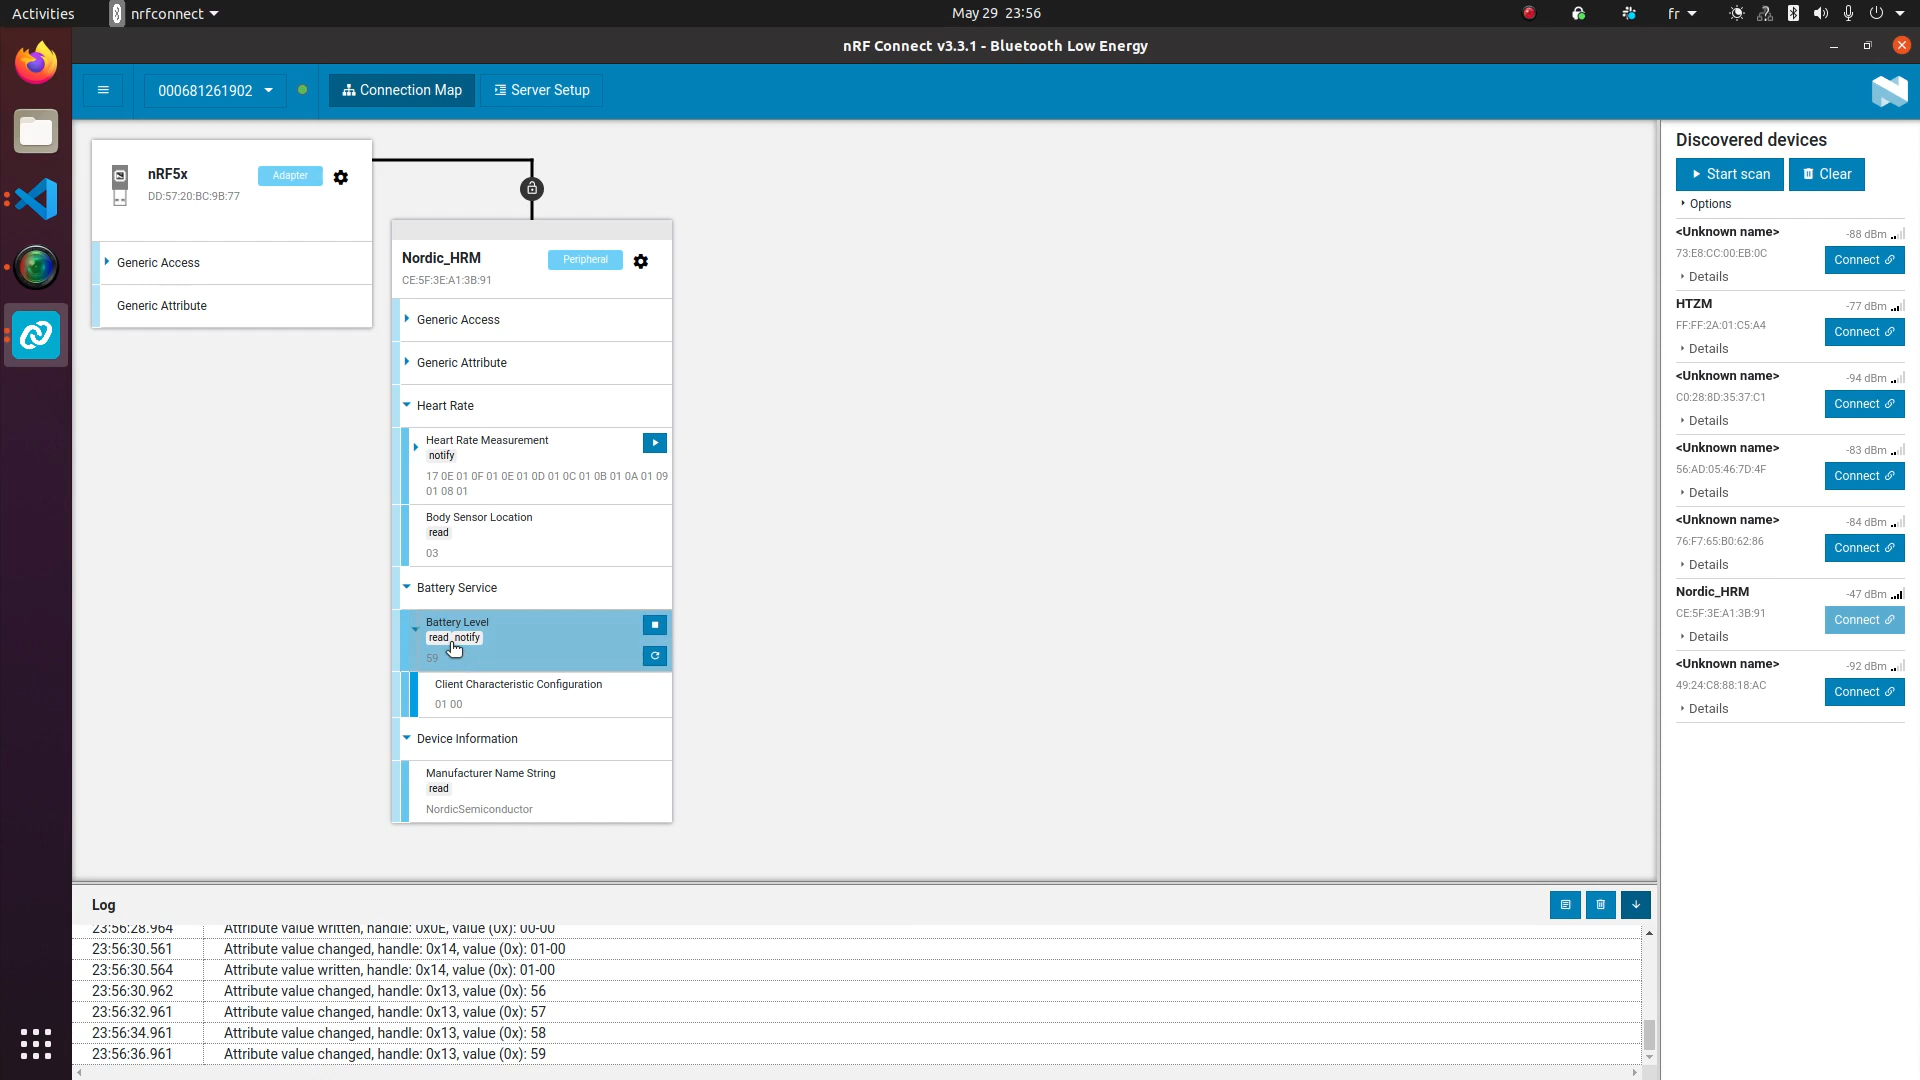 Activities
nrfconnect
May 29 23:56
fr
nRF Connect v3.3.1 - Bluetooth Low Energy
000681261902
Connection Map
Server Setup
nRF5x
Adapter
DD:57:20:BC:9B:77
Generic Access
Generic Attribute
Nordic_HRM
Peripheral
CE:5F:3E:A1:3B:91
Generic Access
Generic Attribute
Heart Rate
Heart Rate Measurement
notify
17 0E 01 0F 01 0E 01 0D 01 0C 01 0B 01 0A 01 09
01 08 01
Body Sensor Location
read
03
Battery Service
Battery Level
read notify
59
Client Characteristic Configuration
01 00
Device Information
Manufacturer Name String
read
NordicSemiconductor
Discovered devices
Start scan
Clear
Options
<Unknown name>
-88 dBm
73:E8:CC:00:EB:0C
Connect
Details
HTZM
-77 dBm
FF:FF:2A:01:C5:A4
Connect
Details
<Unknown name>
-94 dBm
C0:28:8D:35:37:C1
Connect
Details
<Unknown name>
-83 dBm
56:AD:05:46:7D:4F
Connect
Details
<Unknown name>
-84 dBm
76:F7:65:B0:62:86
Connect
Details
Nordic_HRM
-47 dBm
CE:5F:3E:A1:3B:91
Connect
Details
<Unknown name>
-92 dBm
49:24:C8:88:18:AC
Connect
Details
Log
23:56:28.964 Attribute value written, handle: 0x0E, value (0x): 00-00
23:56:30.561 Attribute value changed, handle: 0x14, value (0x): 01-00
23:56:30.564 Attribute value written, handle: 0x14, value (0x): 01-00
23:56:30.962 Attribute value changed, handle: 0x13, value (0x): 56
23:56:32.961 Attribute value changed, handle: 0x13, value (0x): 57
23:56:34.961 Attribute value changed, handle: 0x13, value (0x): 58
23:56:36.961 Attribute value changed, handle: 0x13, value (0x): 59